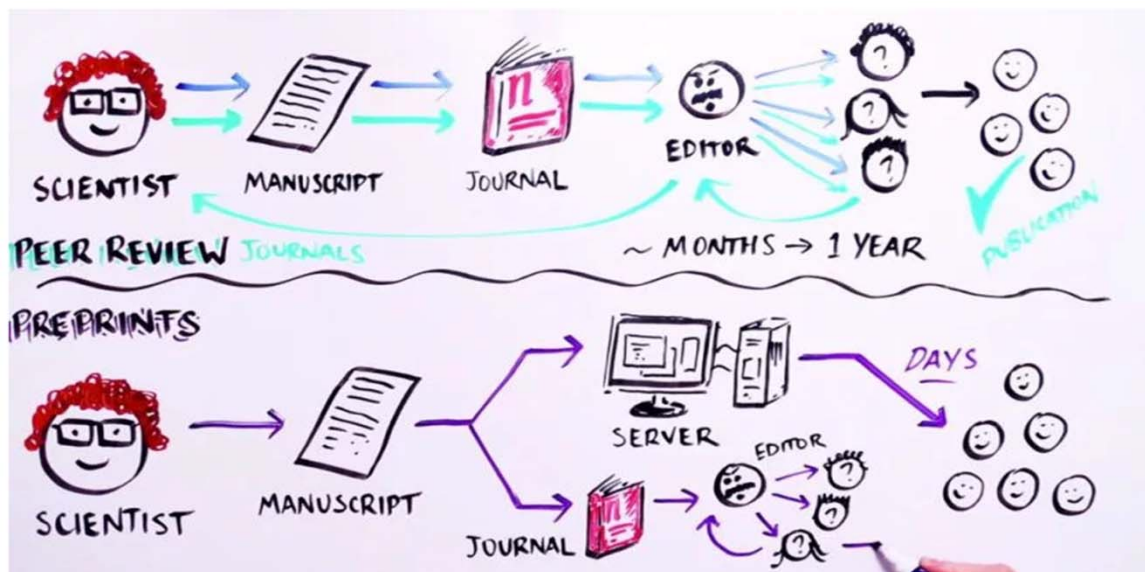 SCIENTIST
MANUSCRIPT
n
JOURNAL
EDITOR
?
?
?
PUBLICATION
PEER REVIEW JOURNALS
~ MONTHS → 1 YEAR
PREPRINTS
SCIENTIST
MANUSCRIPT
SERVER
DAYS
JOURNAL
EDITOR
?
?
?